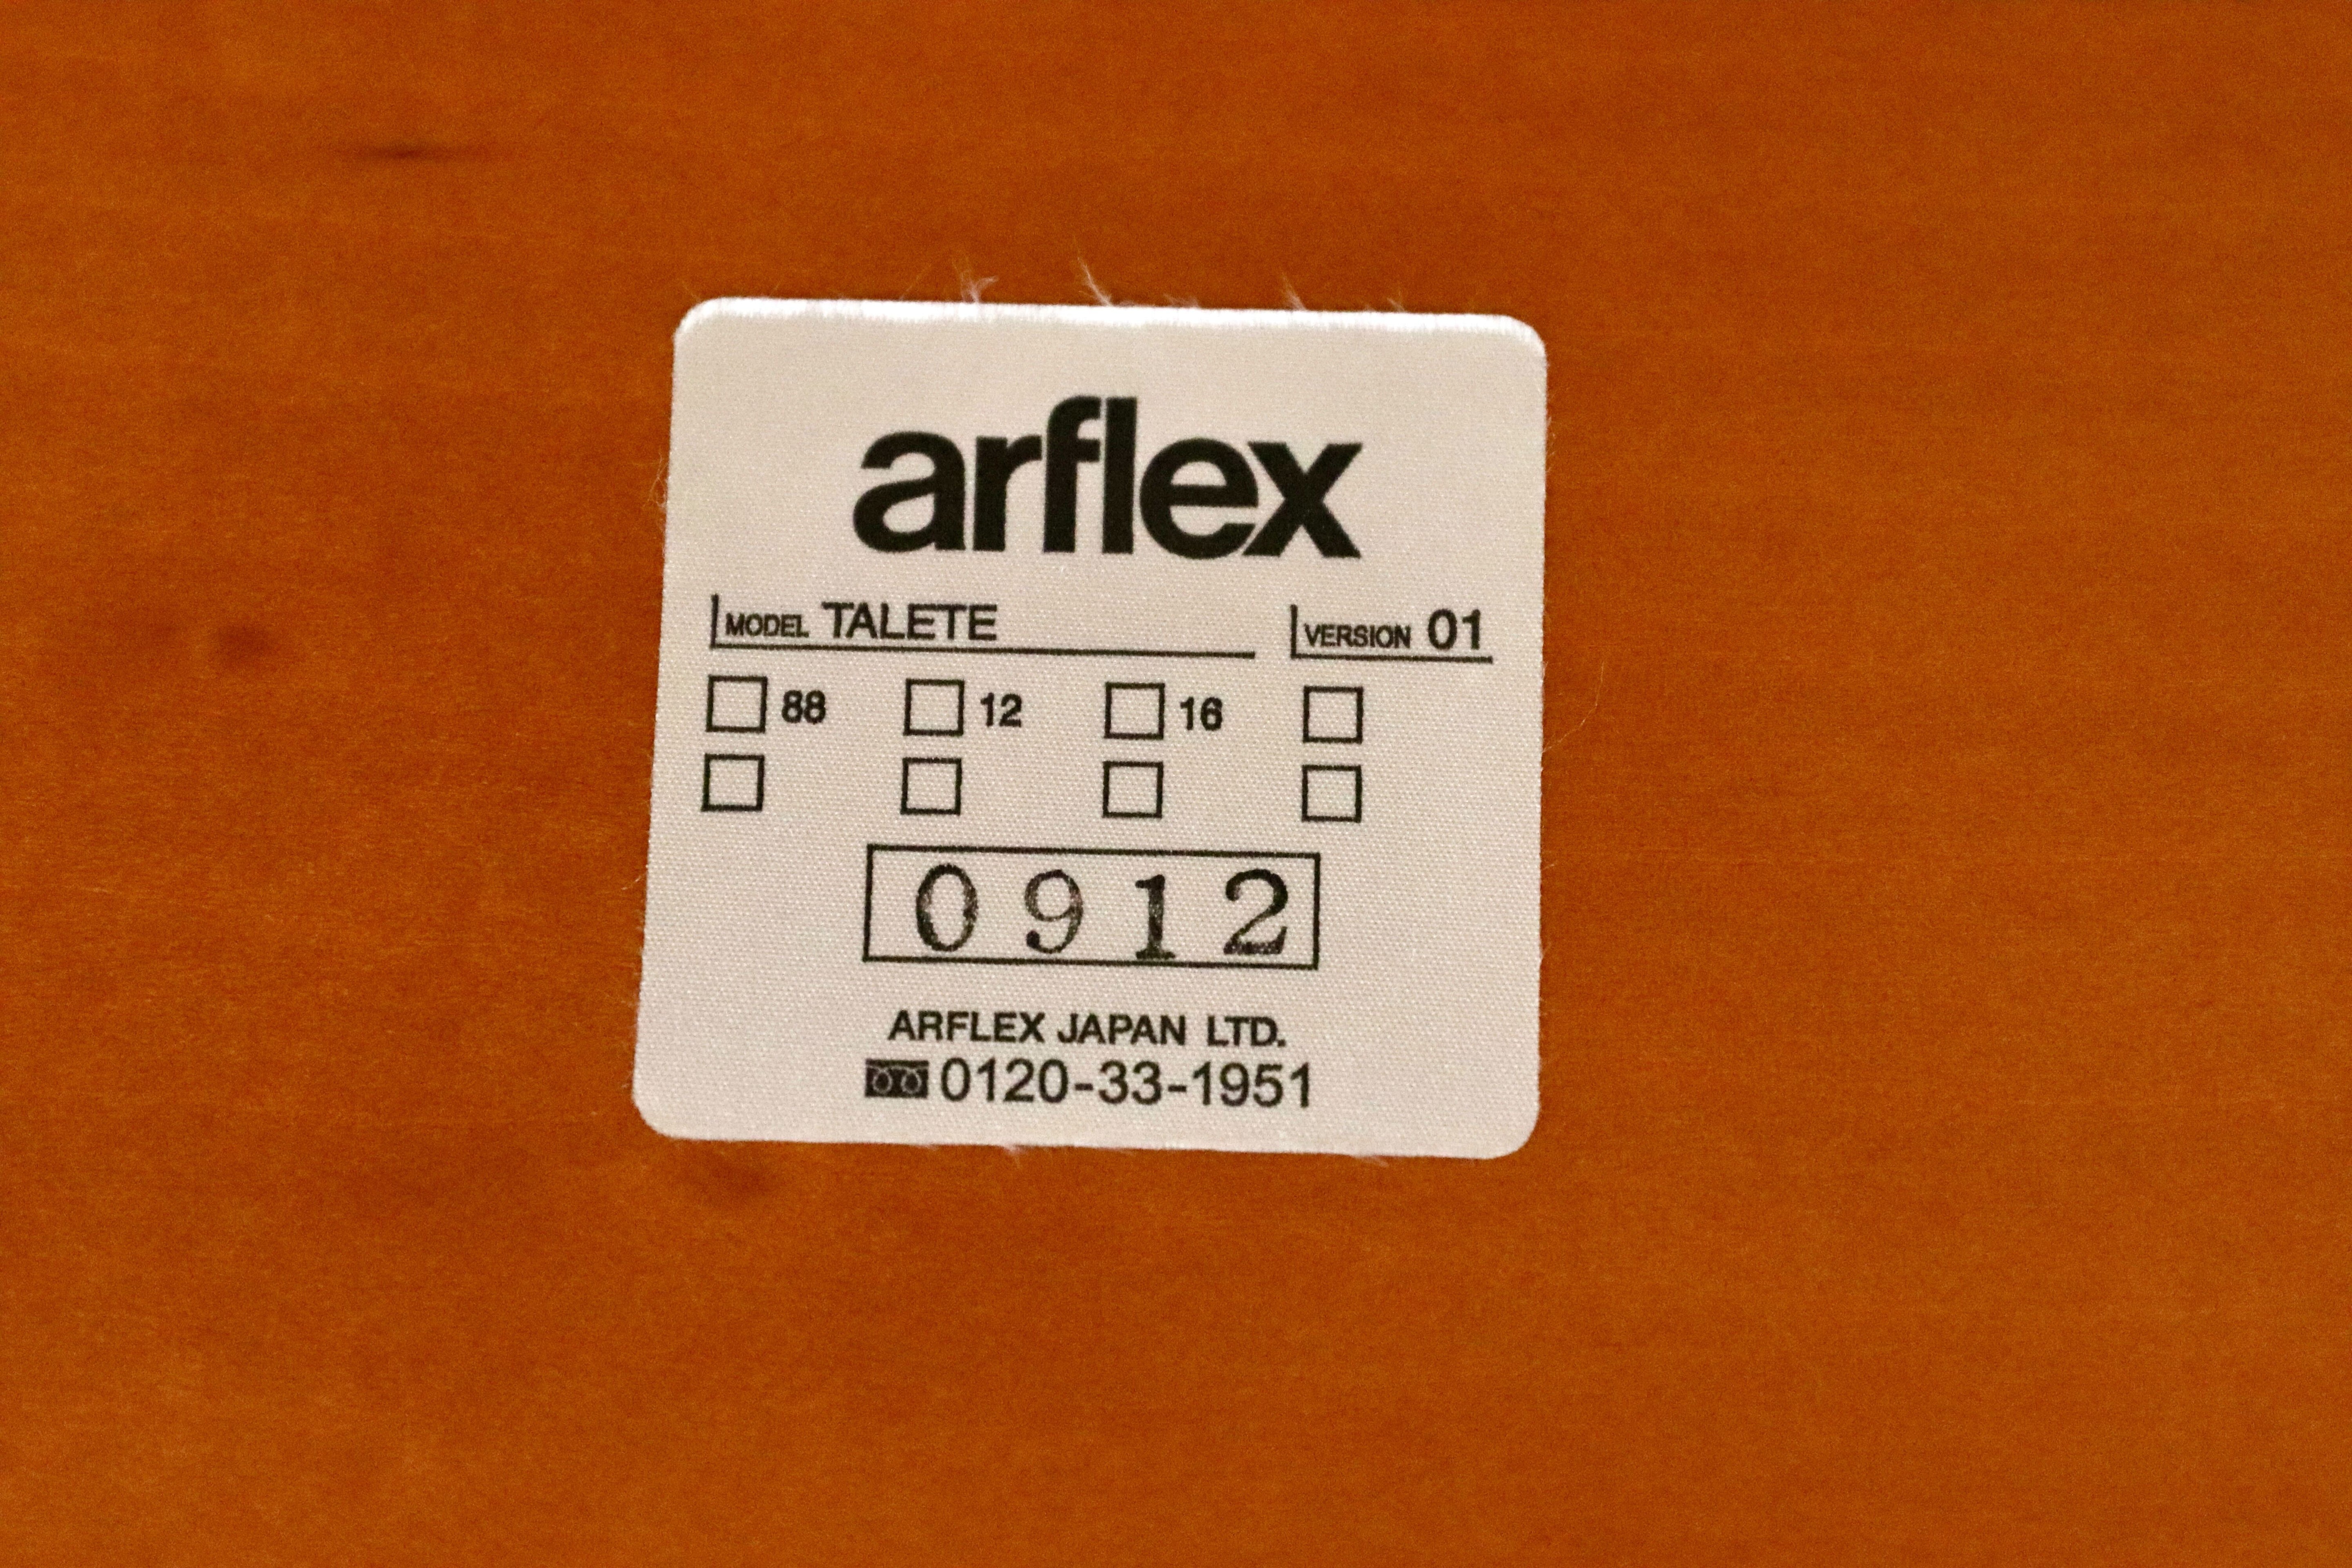 arflex
MODEL TALETE VERSION 01
88 12 16
0912
ARFLEX JAPAN LTD.
0120-33-1951